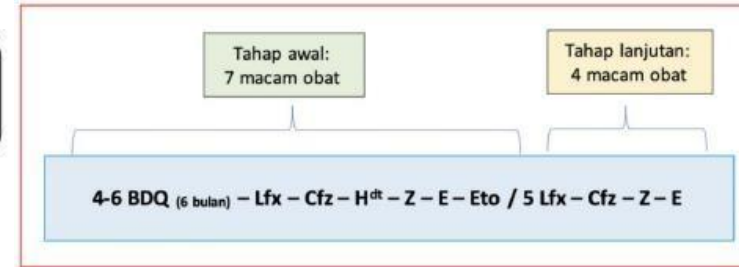 Tahap awal:
7 macam obat
Tahap lanjutan:
4 macam obat
4-6 BDQ (6 bulan) – Lfx – Cfz – Hᵈᵗ – Z – E – Eto / 5 Lfx – Cfz – Z – E